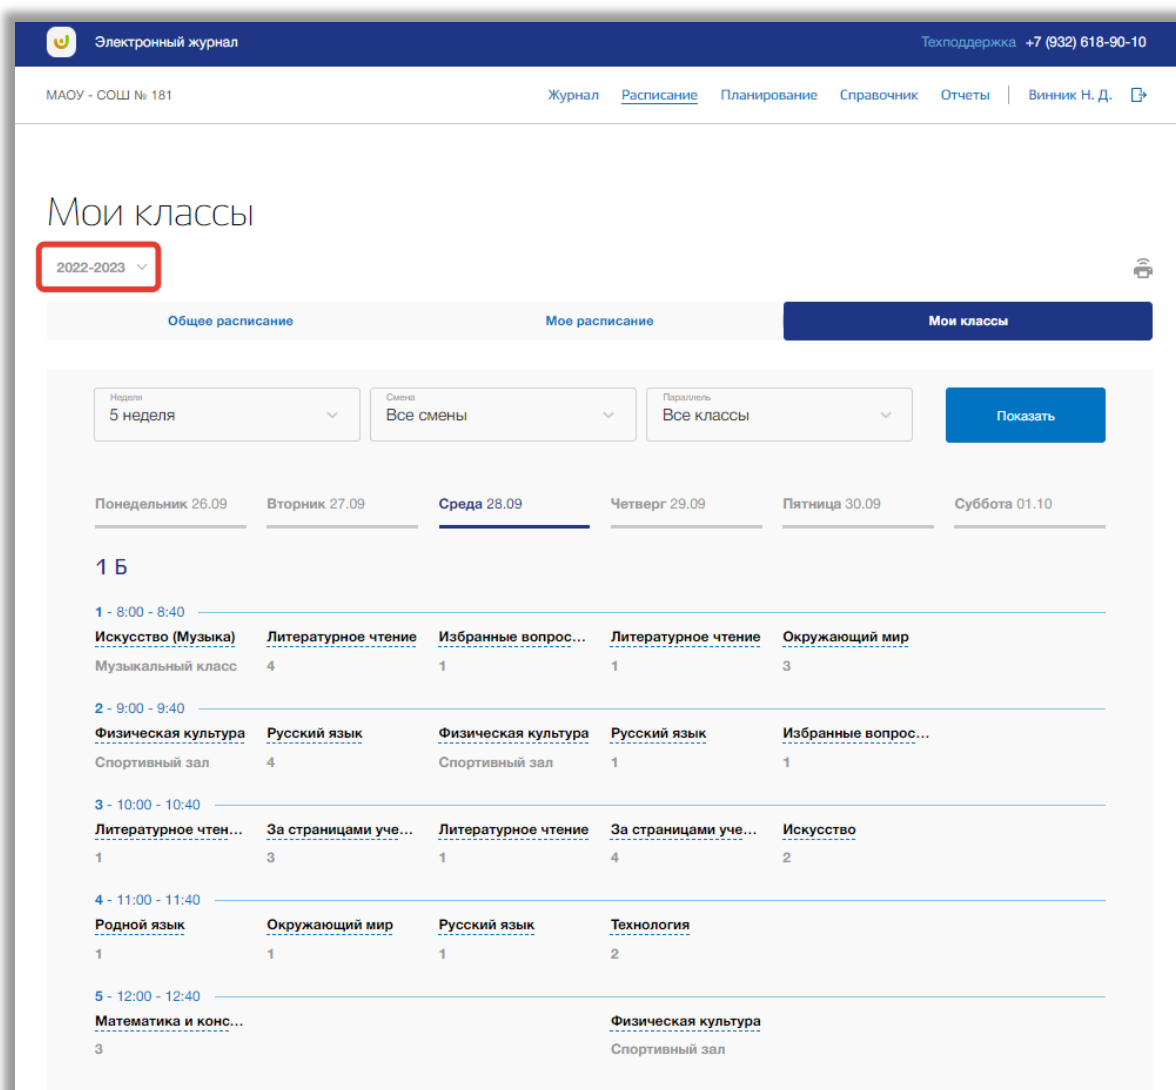 Электронный журнал Техподдержка +7 (932) 618-90-10
МАОУ - СОШ № 181 Журнал Расписание Планирование Справочник Отчеты Винник Н. Д.
Мои классы
2022-2023
Общее расписание Мое расписание Мои классы
Неделя Смена Параллель
5 неделя Все смены Все классы Показать
Понедельник 26.09 Вторник 27.09 Среда 28.09 Четверг 29.09 Пятница 30.09 Суббота 01.10
1 Б
1 - 8:00 - 8:40
Искусство (Музыка) Литературное чтение Избранные вопрос... Литературное чтение Окружающий мир
Музыкальный класс 4 1 1 3
2 - 9:00 - 9:40
Физическая культура Русский язык Физическая культура Русский язык Избранные вопрос...
Спортивный зал 4 Спортивный зал 1 1
3 - 10:00 - 10:40
Литературное чтен... За страницами уче... Литературное чтение За страницами уче... Искусство
1 3 1 4 2
4 - 11:00 - 11:40
Родной язык Окружающий мир Русский язык Технология
1 1 1 2
5 - 12:00 - 12:40
Математика и конс... Физическая культура
3 Спортивный зал